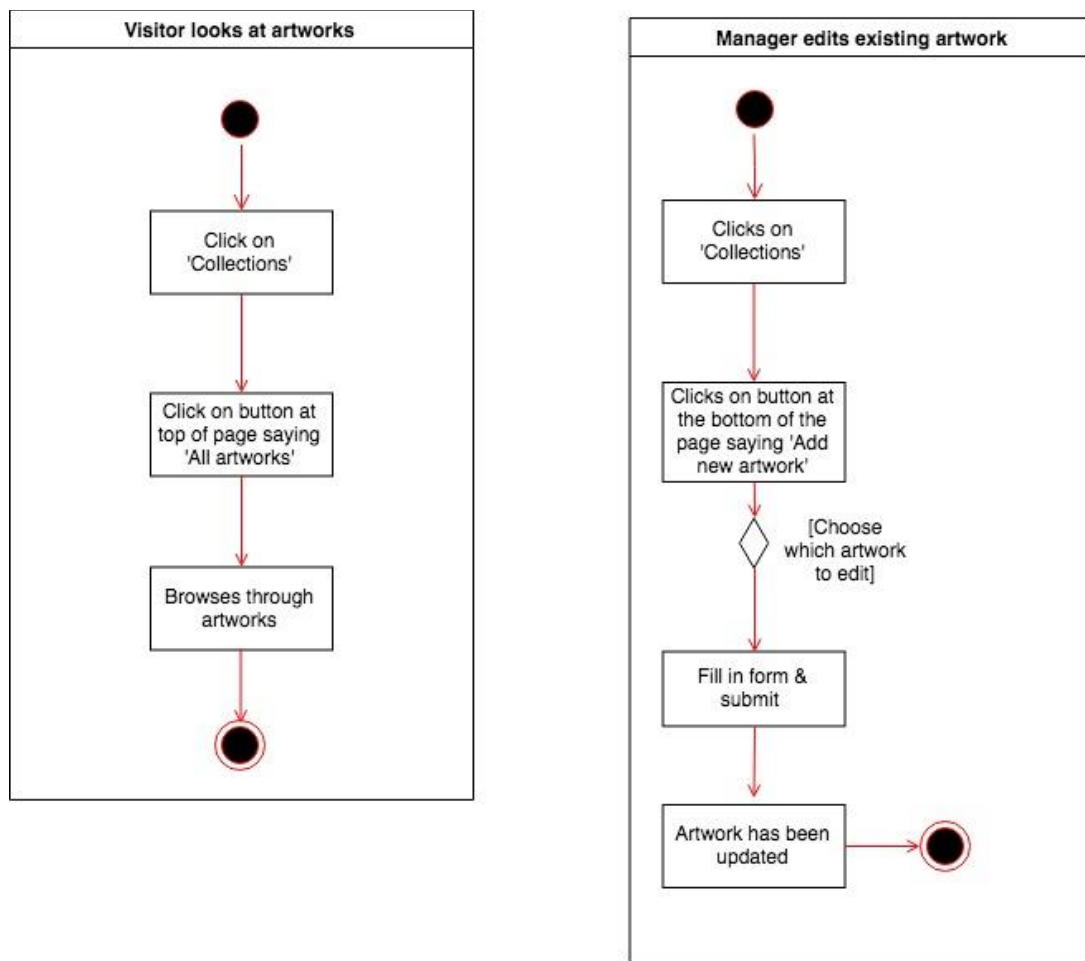 Visitor looks at artworks
Click on
'Collections'
Click on button at
top of page saying
'All artworks'
Browses through
artworks
Manager edits existing artwork
Clicks on
'Collections'
Clicks on button at
the bottom of the
page saying 'Add
new artwork'
[Choose
which artwork
to edit]
Fill in form &
submit
Artwork has been
updated